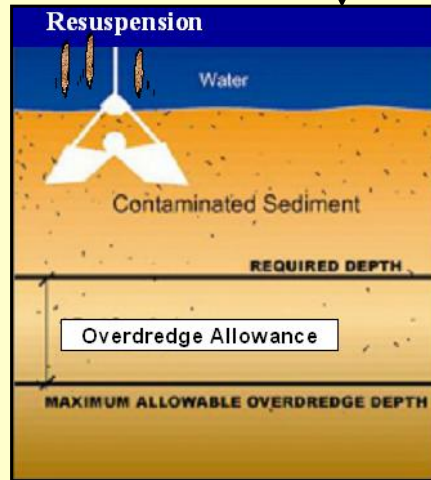 Resuspension
Water
Contaminated Sediment
REQUIRED DEPTH
Overdredge Allowance
MAXIMUM ALLOWABLE OVERDREDGE DEPTH